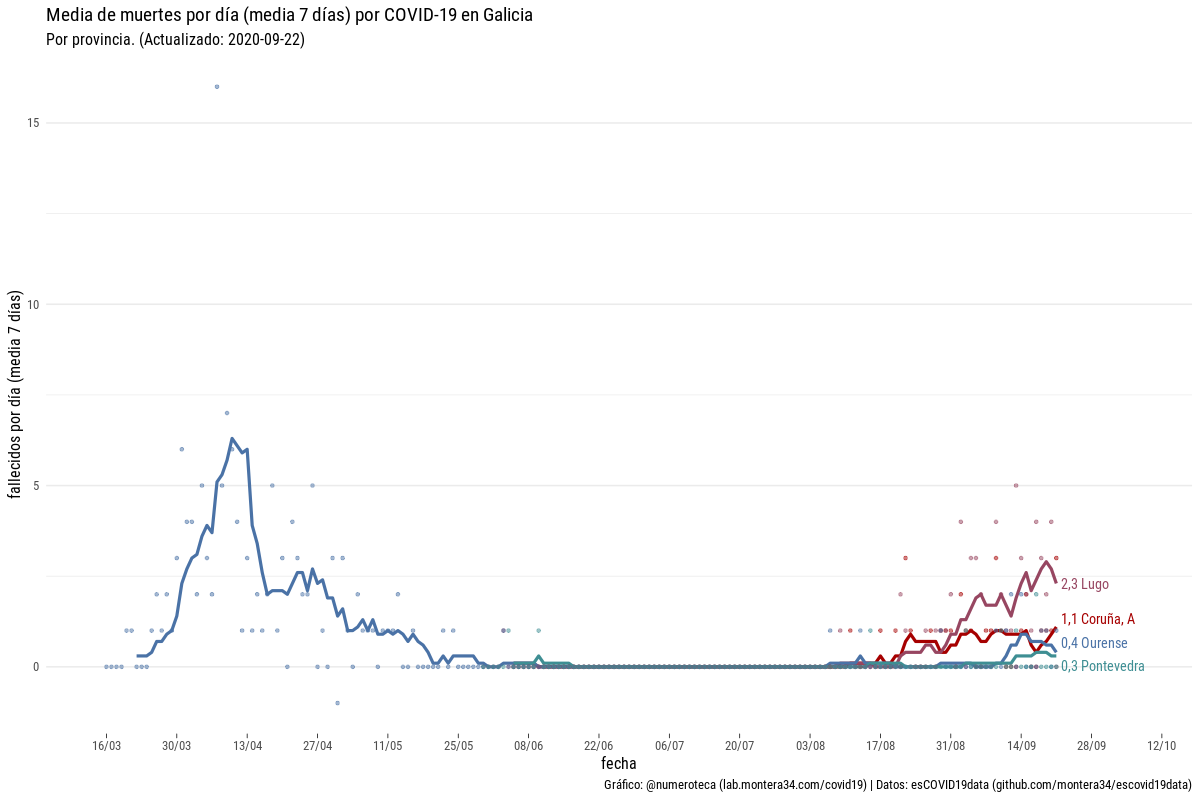 Media de muertes por día (media 7 días) por COVID-19 en Galicia
Por provincia. (Actualizado: 2020-09-22)
fallecidos por día (media 7 días)
15
10
5
0
2,3 Lugo
1,1 Coruña, A
0,4 Ourense
0,3 Pontevedra
16/03
30/03
13/04
27/04
11/05
25/05
08/06
22/06
06/07
20/07
03/08
17/08
31/08
14/09
28/09
12/10
fecha
Gráfico: @numeroteca (lab.montera34.com/covid19) | Datos: esCOVID19data (github.com/montera34/escovid19data)